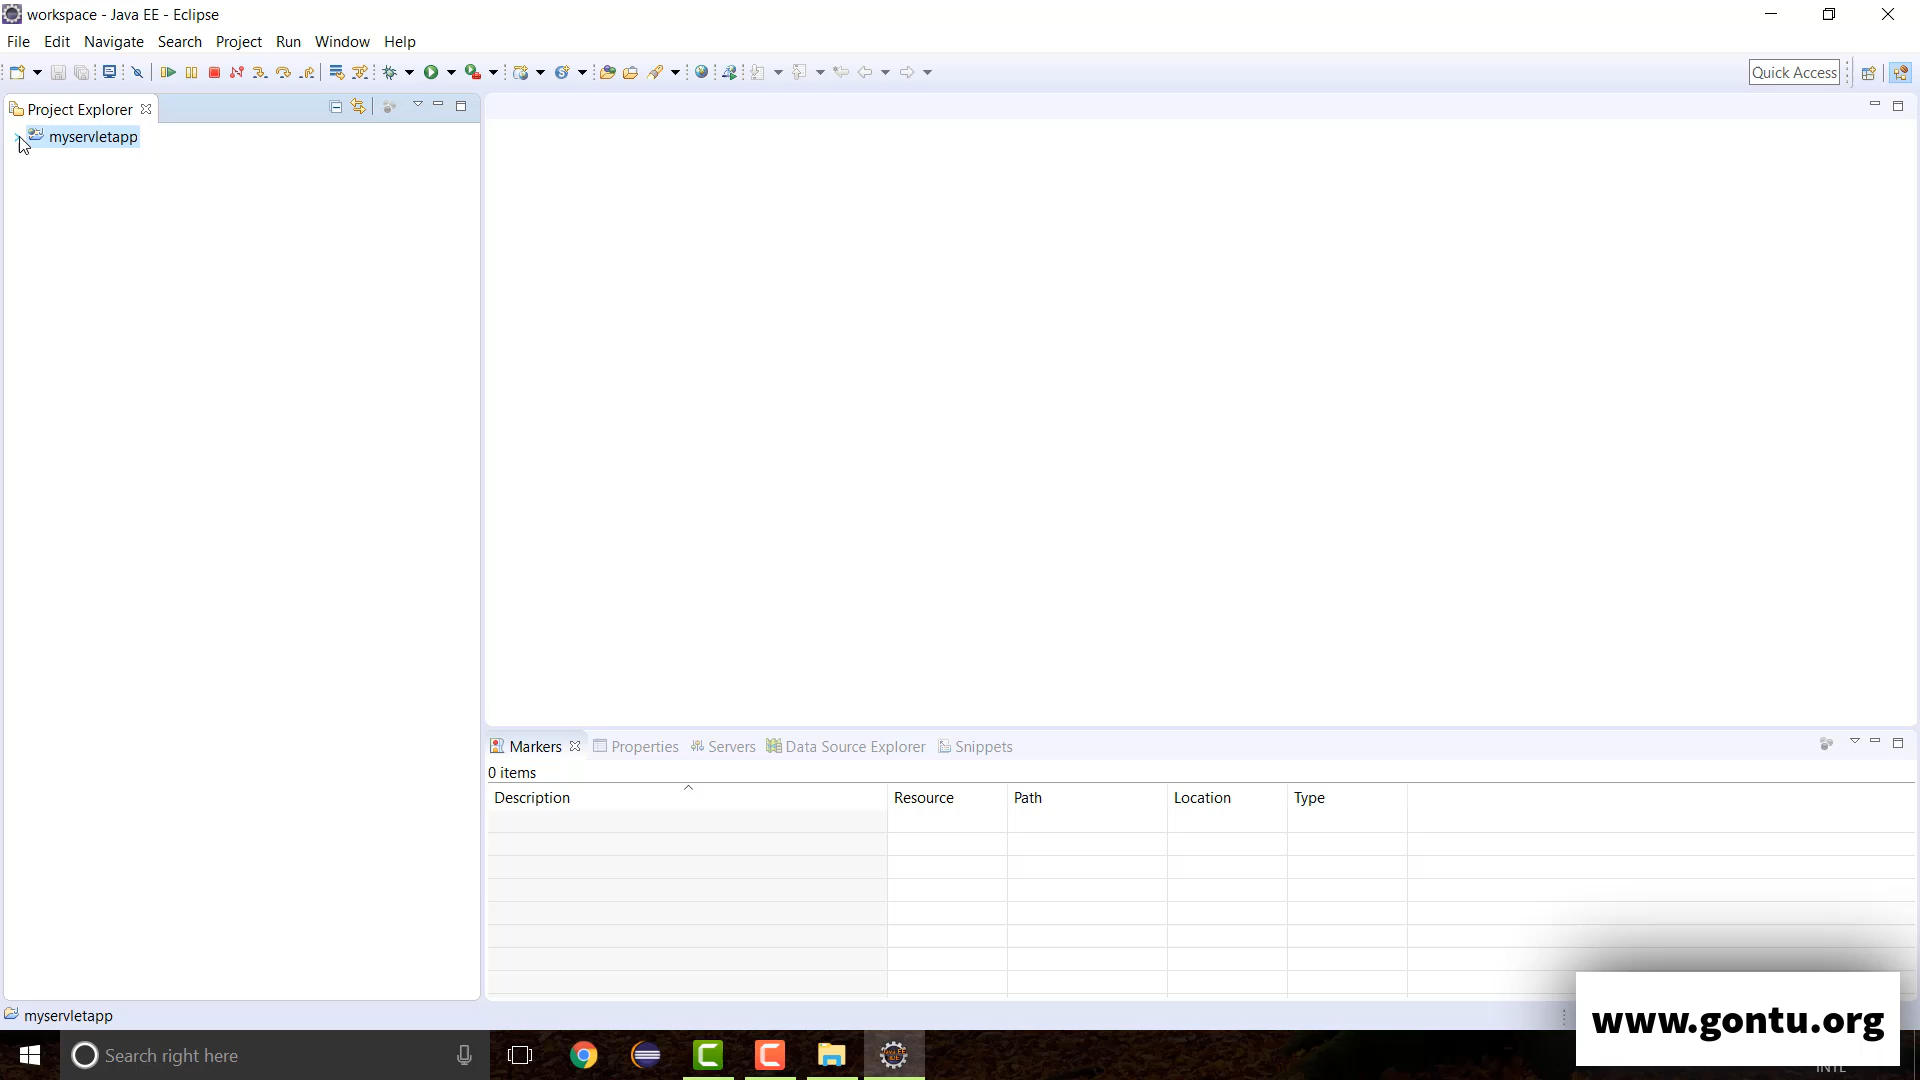 workspace - Java EE - Eclipse
File Edit Navigate Search Project Run Window Help
Quick Access
Project Explorer
myservletapp
Markers Properties Servers Data Source Explorer Snippets
0 items
Description Resource Path Location Type
myservletapp
www.gontu.org
Search right here